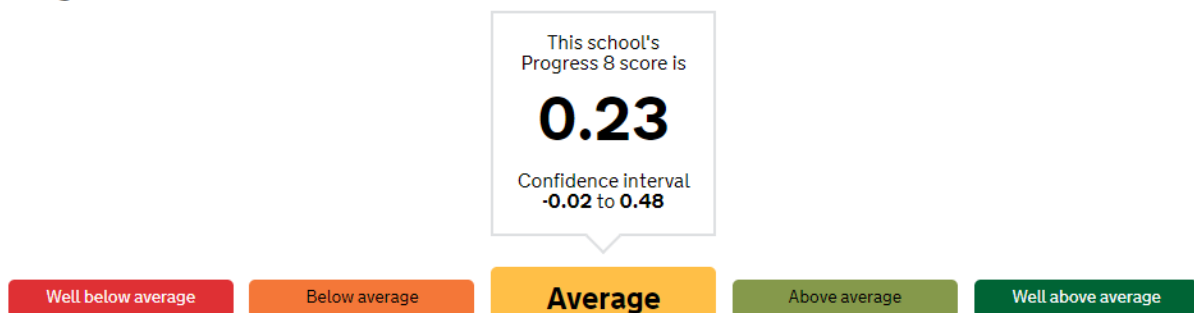 This school's
Progress 8 score is
0.23
Confidence interval
-0.02 to 0.48
Well below average
Below average
Average
Above average
Well above average